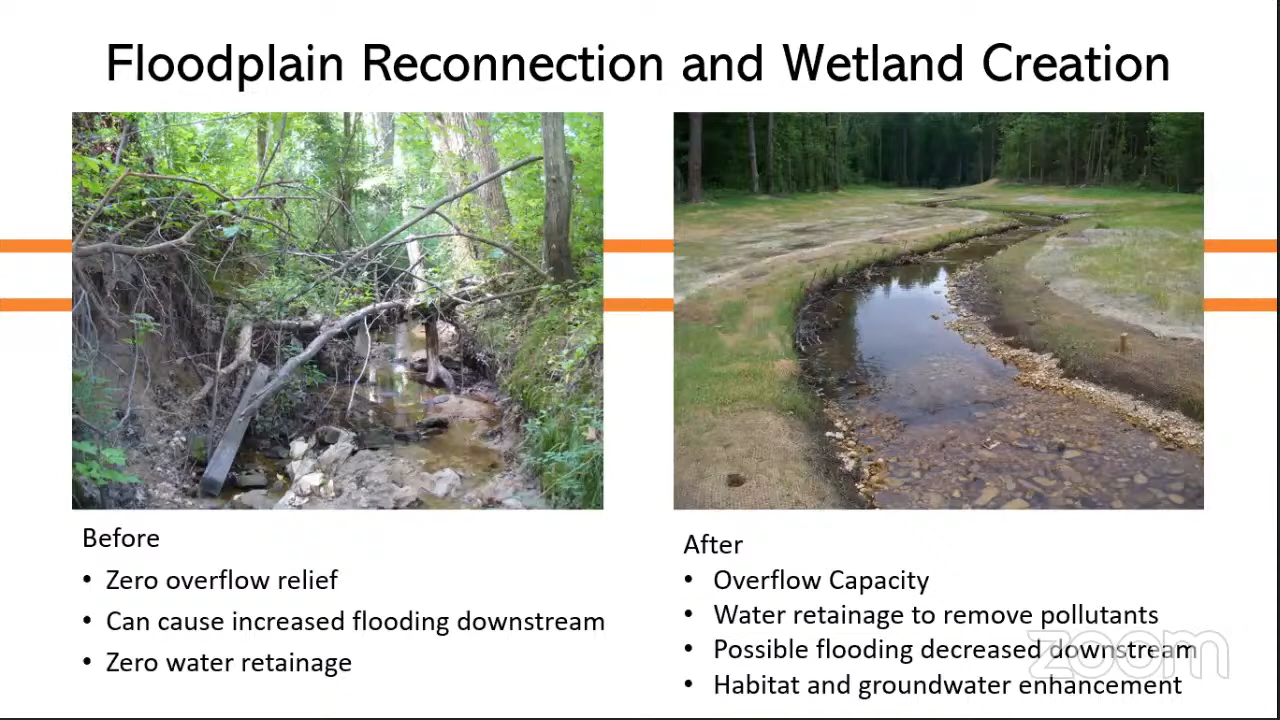 Floodplain Reconnection and Wetland Creation
Before
• Zero overflow relief
• Can cause increased flooding downstream
• Zero water retainage
After
• Overflow Capacity
• Water retainage to remove pollutants
• Possible flooding decreased downstream
• Habitat and groundwater enhancement
zoom